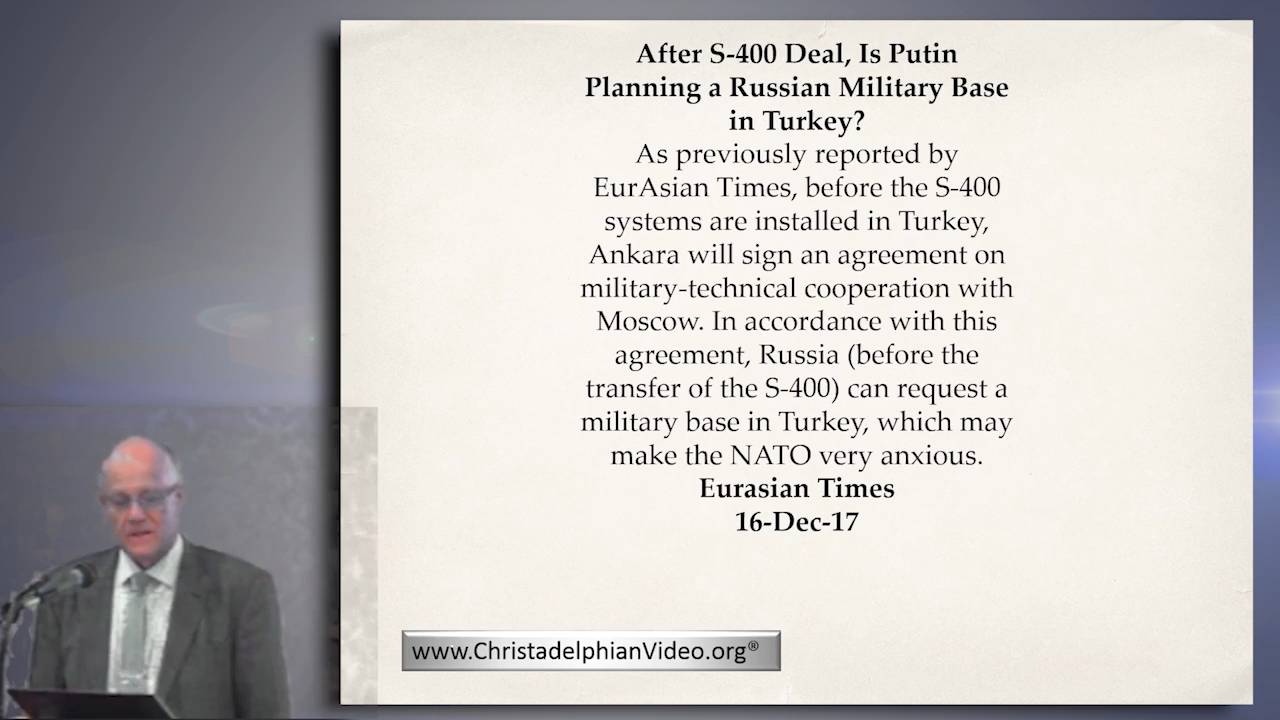 After S-400 Deal, Is Putin
Planning a Russian Military Base
in Turkey?
As previously reported by
EurAsian Times, before the S-400
systems are installed in Turkey,
Ankara will sign an agreement on
military-technical cooperation with
Moscow. In accordance with this
agreement, Russia (before the
transfer of the S-400) can request a
military base in Turkey, which may
make the NATO very anxious.
Eurasian Times
16-Dec-17
www.ChristadelphianVideo.org®